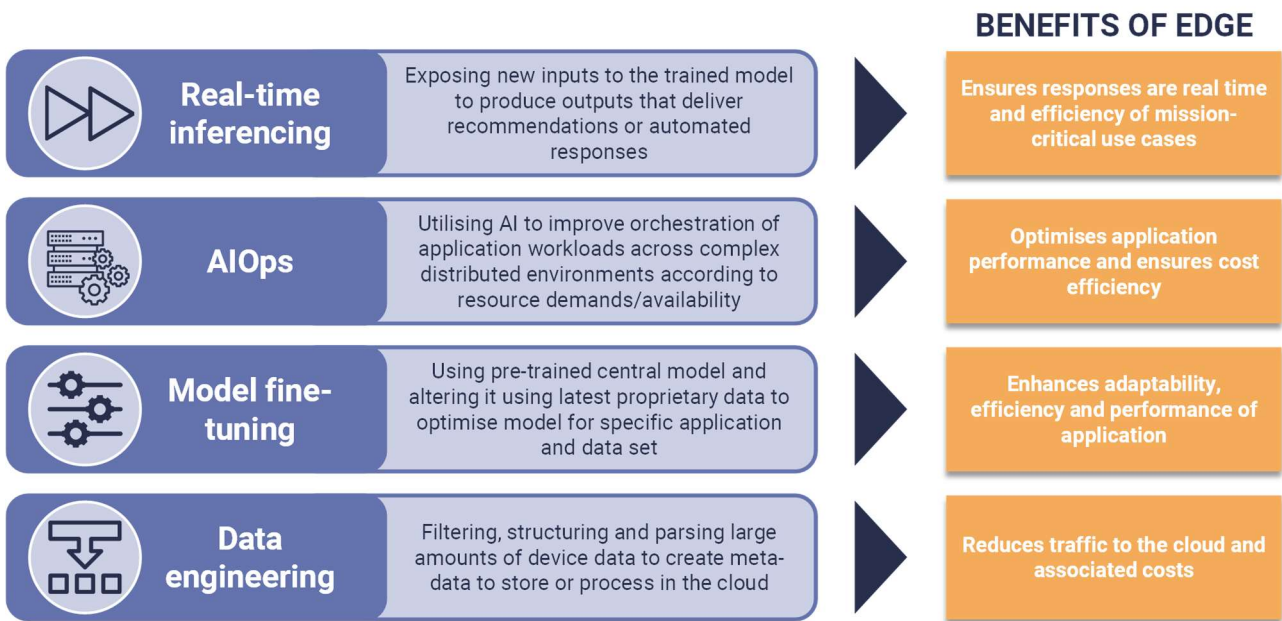 BENEFITS OF EDGE
Real-time
inferencing
Exposing new inputs to the trained model
to produce outputs that deliver
recommendations or automated
responses
Ensures responses are real time
and efficiency of mission-
critical use cases
AIOps
Utilising AI to improve orchestration of
application workloads across complex
distributed environments according to
resource demands/availability
Optimises application
performance and ensures cost
efficiency
Model fine-
tuning
Using pre-trained central model and
altering it using latest proprietary data to
optimise model for specific application
and data set
Enhances adaptability,
efficiency and performance of
application
Data
engineering
Filtering, structuring and parsing large
amounts of device data to create meta-
data to store or process in the cloud
Reduces traffic to the cloud and
associated costs